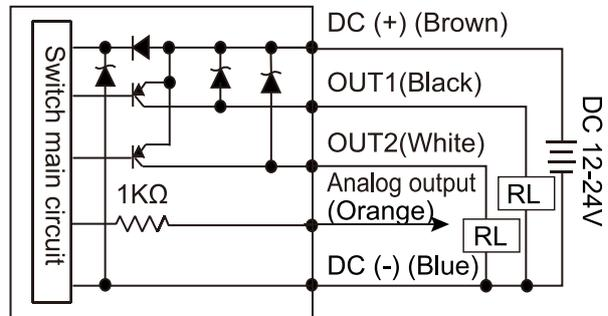 DC (+) (Brown)
Switch main circuit
OUT1(Black)
OUT2(White)
DC 12-24V
1KΩ
Analog output
(Orange)
RL
RL
DC (-) (Blue)